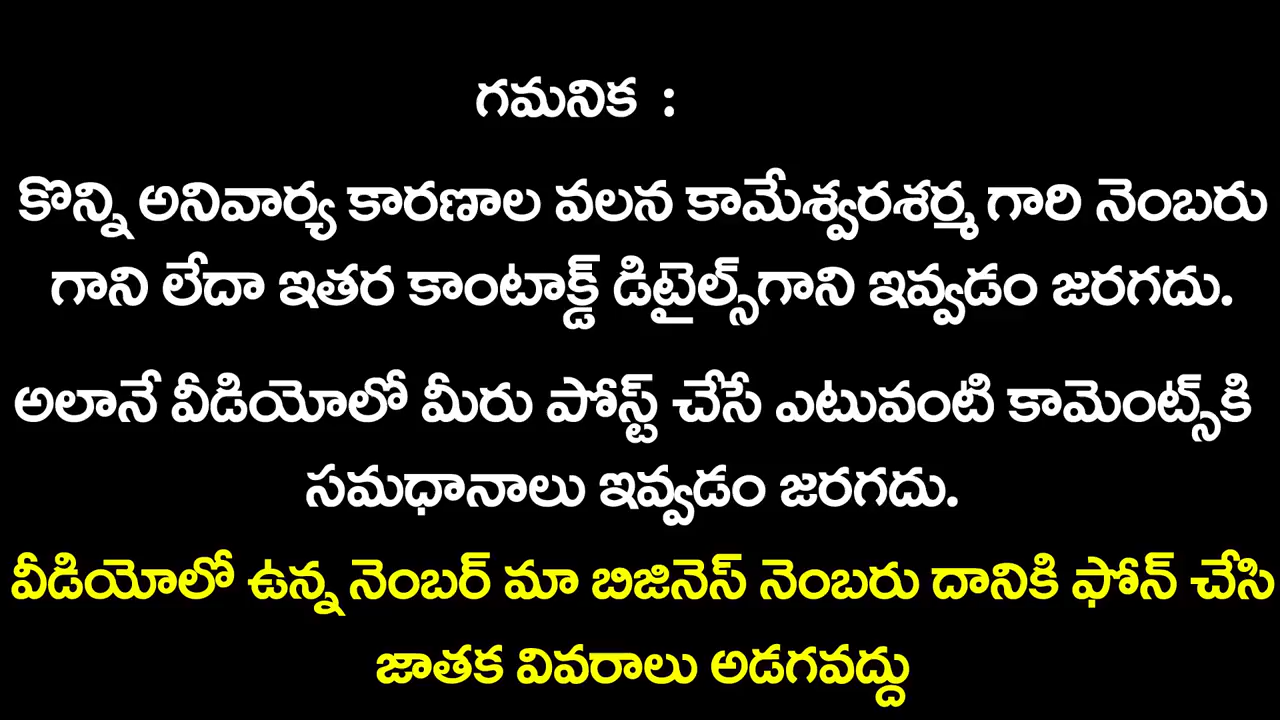 గమనిక :
కొన్ని అనివార్య కారణాల వలన కామేశ్వరశర్మ గారి నెంబరు
గాని లేదా ఇతర కాంటాక్డ్ డిటైల్స్‌గాని ఇవ్వడం జరగదు.
అలానే వీడియోలో మీరు పోస్ట్ చేసే ఎటువంటి కామెంట్స్‌కి
సమధానాలు ఇవ్వడం జరగదు.
వీడియోలో ఉన్న నెంబర్ మా బిజినెస్ నెంబరు దానికి ఫోన్ చేసి
జాతక వివరాలు అడగవద్దు